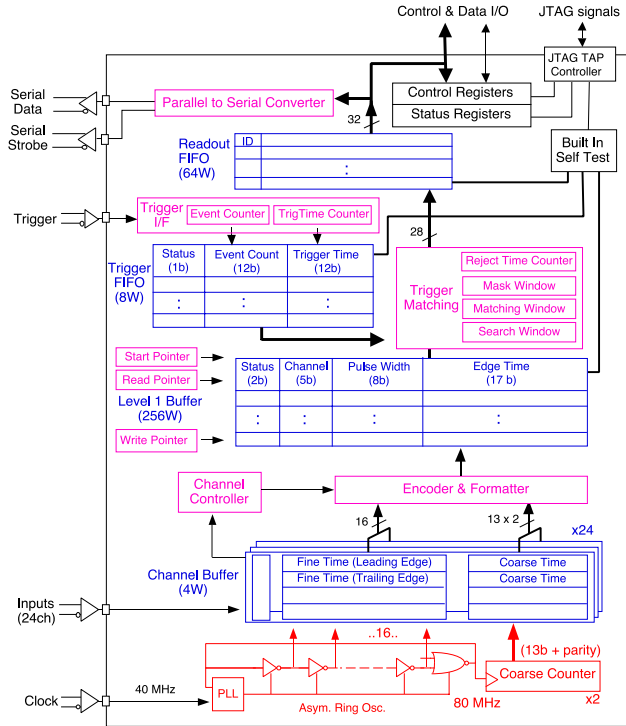 Control & Data I/O
JTAG signals
JTAG TAP
Controller
Control Registers
Status Registers
Serial
Data
Parallel to Serial Converter
Serial
Strobe
32
Readout
FIFO
(64W)
ID
:
Built In
Self Test
Trigger
Trigger
I/F
Event Counter
TrigTime Counter
28
Trigger
FIFO
(8W)
Status
(1b)
Event Count
(12b)
Trigger Time
(12b)
:
:
:
Trigger
Matching
Reject Time Counter
Mask Window
Matching Window
Search Window
Start Pointer
Read Pointer
Level 1 Buffer
(256W)
Write Pointer
Status
(2b)
Channel
(5b)
Pulse Width
(8b)
Edge Time
(17 b)
:
:
:
:
Channel
Controller
Encoder & Formatter
16
13 x 2
x24
Channel Buffer
(4W)
Fine Time (Leading Edge)
Fine Time (Trailing Edge)
Coarse Time
Coarse Time
Inputs
(24ch)
..16..
(13b + parity)
Coarse Counter
x2
Clock
40 MHz
PLL
Asym. Ring Osc.
80 MHz